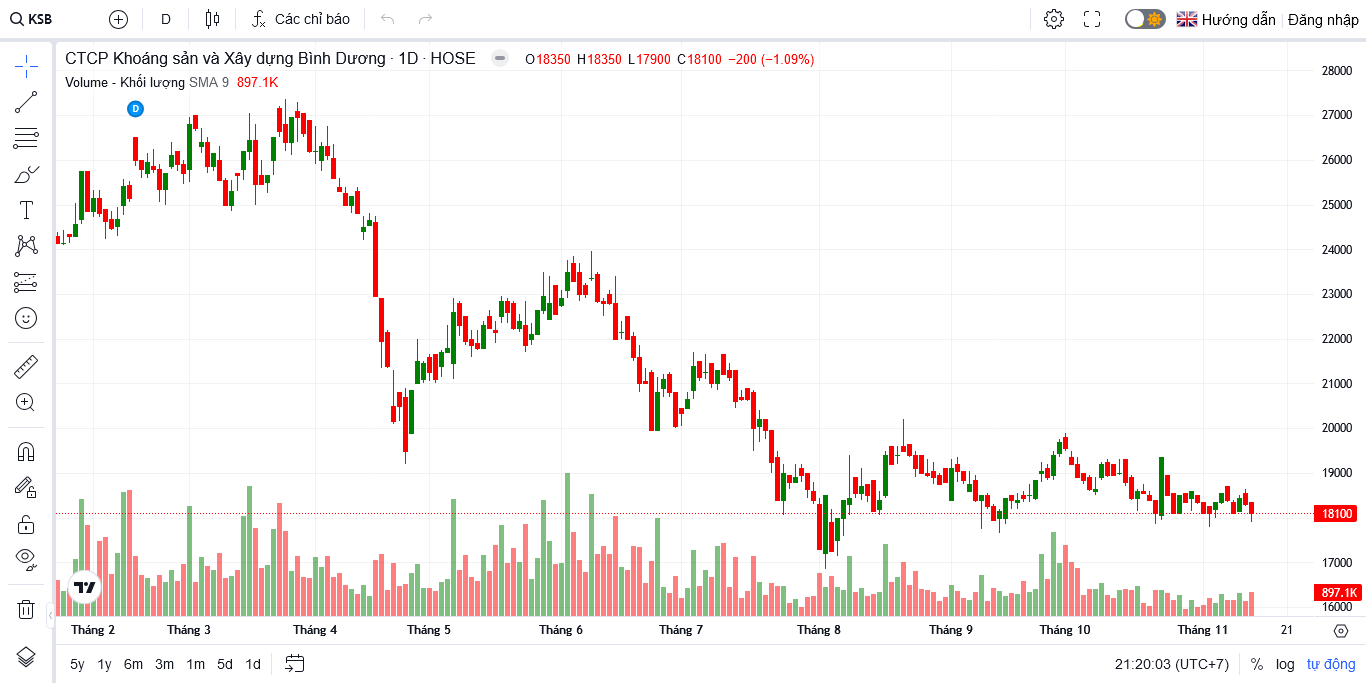 KSB D Các chỉ báo Hướng dẫn Đăng nhập
CTCP Khoáng sản và Xây dựng Bình Dương · 1D · HOSE O18350 H18350 L17900 C18100 −200 (−1.09%)
Volume - Khối lượng SMA 9 897.1K
D
28000
27000
26000
25000
24000
23000
22000
21000
20000
19000
18100
17000
897.1K
16000
Tháng 2 Tháng 3 Tháng 4 Tháng 5 Tháng 6 Tháng 7 Tháng 8 Tháng 9 Tháng 10 Tháng 11 21
5y 1y 6m 3m 1m 5d 1d 21:20:03 (UTC+7) % log tự động